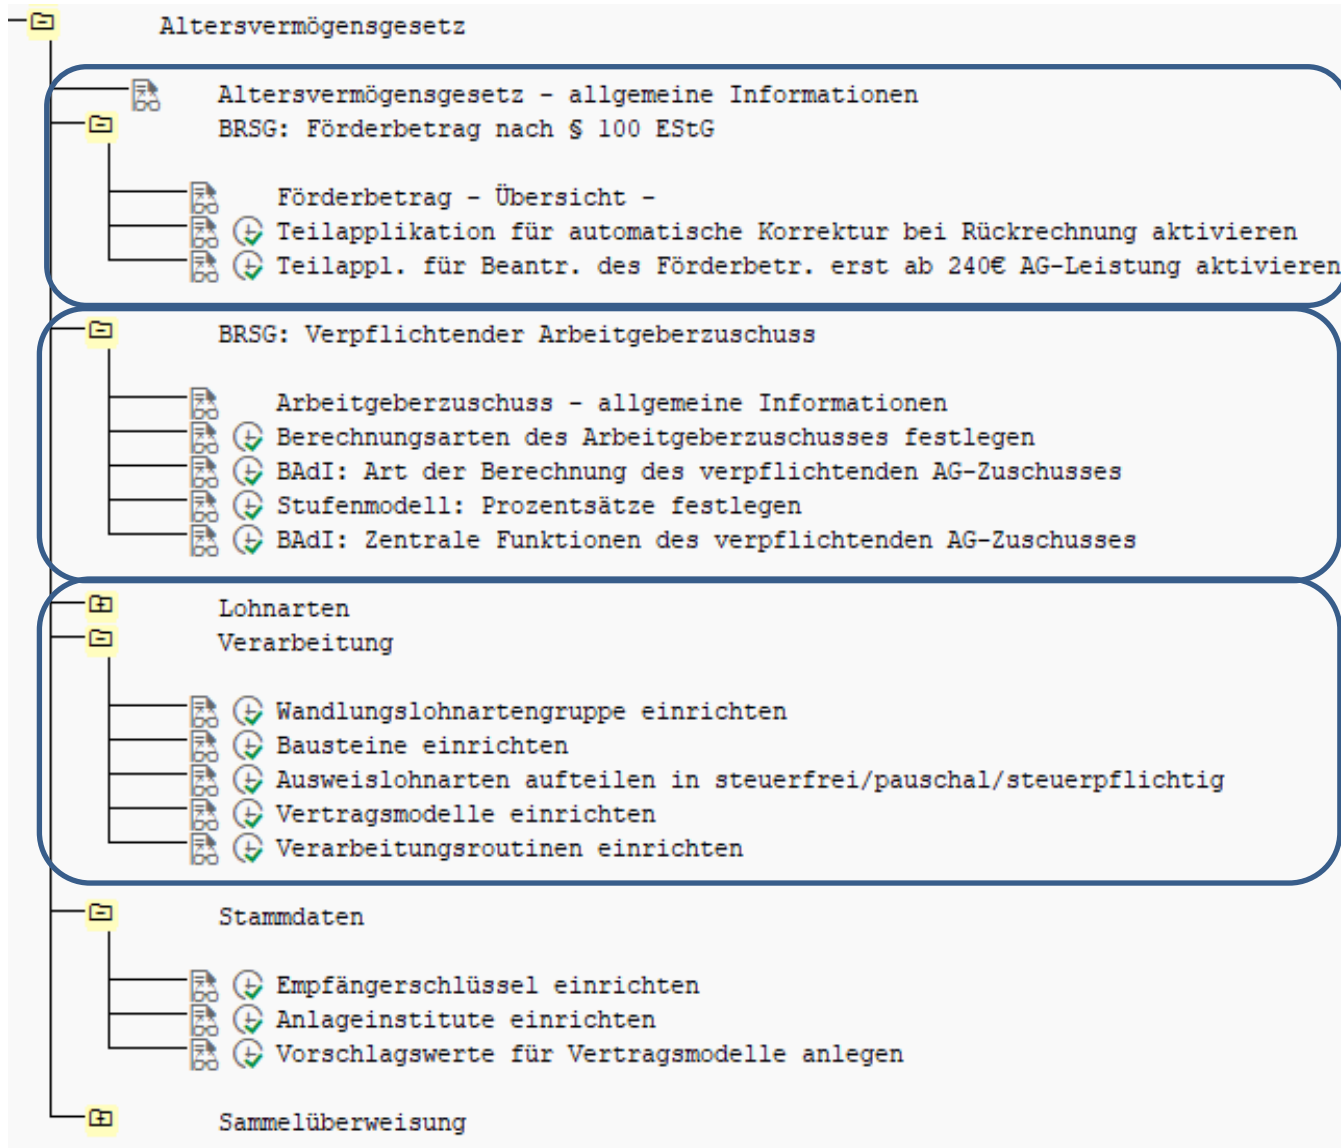 Altersvermögensgesetz
Altersvermögensgesetz - allgemeine Informationen
BRSG: Förderbetrag nach § 100 EStG
Förderbetrag - Übersicht -
Teilapplikation für automatische Korrektur bei Rückrechnung aktivieren
Teilappl. für Beantr. des Förderbetr. erst ab 240€ AG-Leistung aktivieren
BRSG: Verpflichtender Arbeitgeberzuschuss
Arbeitgeberzuschuss - allgemeine Informationen
Berechnungsarten des Arbeitgeberzuschusses festlegen
BAdI: Art der Berechnung des verpflichtenden AG-Zuschusses
Stufenmodell: Prozentsätze festlegen
BAdI: Zentrale Funktionen des verpflichtenden AG-Zuschusses
Lohnarten
Verarbeitung
Wandlungslohnartengruppe einrichten
Bausteine einrichten
Ausweislohnarten aufteilen in steuerfrei/pauschal/steuerpflichtig
Vertragsmodelle einrichten
Verarbeitungsroutinen einrichten
Stammdaten
Empfängerschlüssel einrichten
Anlageinstitute einrichten
Vorschlagswerte für Vertragsmodelle anlegen
Sammelüberweisung